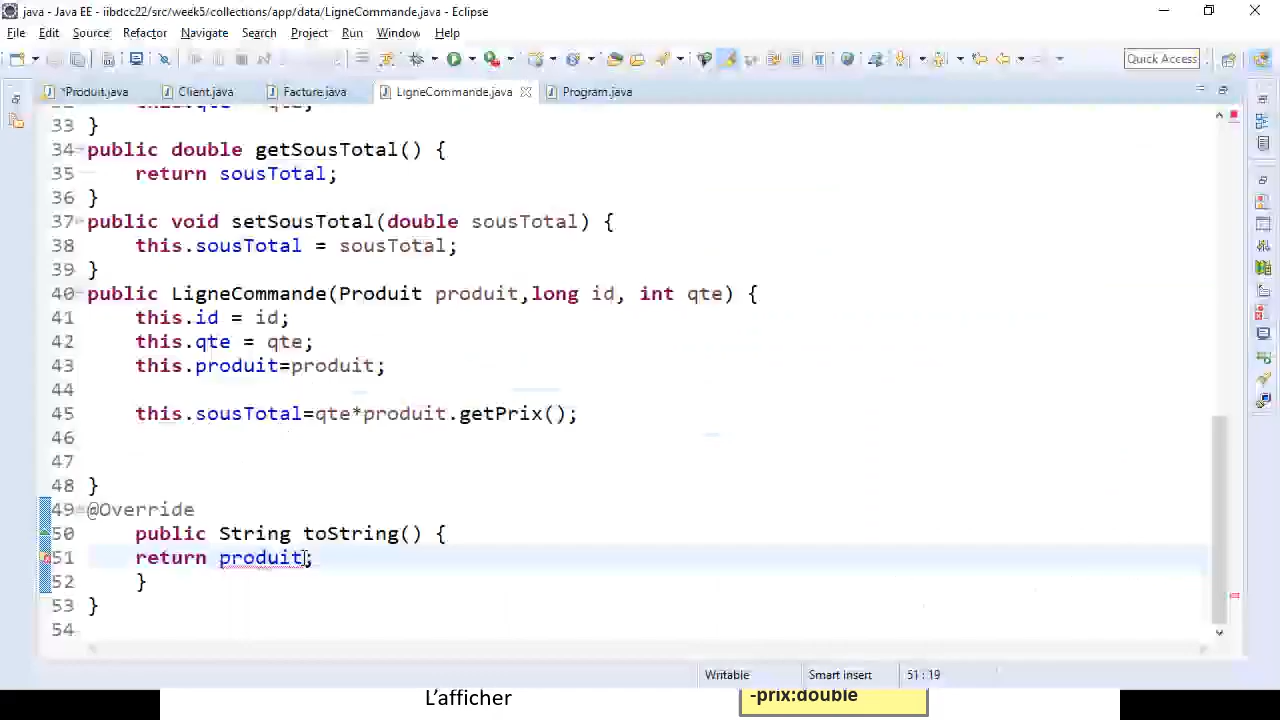 java - Java EE - iibdcc22/src/week5/collections/app/data/LigneCommande.java - Eclipse
File Edit Source Refactor Navigate Search Project Run Window Help
Quick Access
*Produit.java Client.java Facture.java LigneCommande.java Program.java
this.qte = qte;
33 }
34 public double getSousTotal() {
35 return sousTotal;
36 }
37 public void setSousTotal(double sousTotal) {
38 this.sousTotal = sousTotal;
39 }
40 public LigneCommande(Produit produit,long id, int qte) {
41 this.id = id;
42 this.qte = qte;
43 this.produit=produit;
44
45 this.sousTotal=qte*produit.getPrix();
46
47
48 }
49 @Override
50 public String toString() {
51 return produit;
52 }
53 }
54
Writable Smart insert 51:19
L'afficher
-prix:double